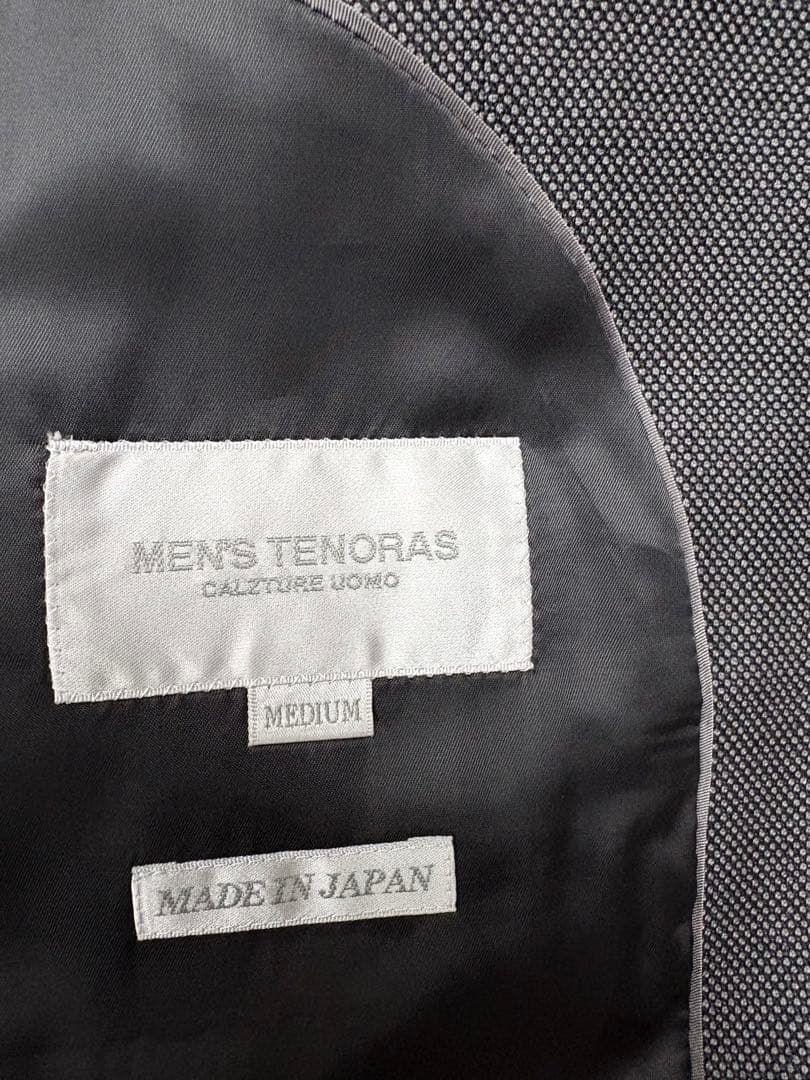 MEN'S TENORAS
CALZTURE UOMO
MEDIUM
MADE IN JAPAN